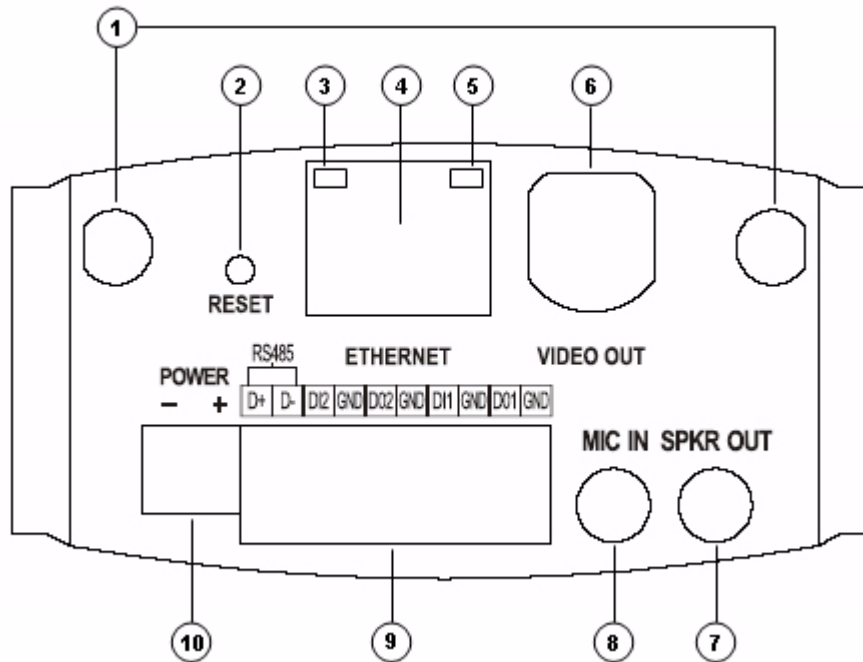 1
2 3 4 5 6
RESET
RS485 ETHERNET VIDEO OUT
POWER
- + D+ D- DI2 GND DO2 GND DI1 GND DO1 GND
MIC IN SPKR OUT
10 9 8 7